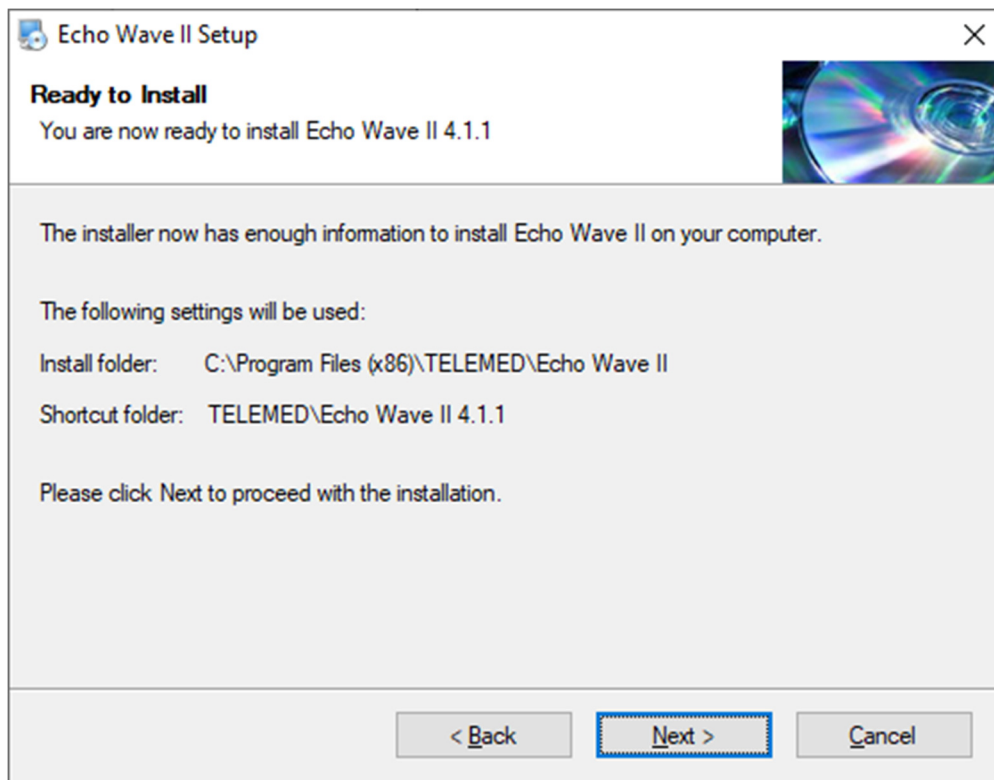 Echo Wave II Setup
Ready to Install
You are now ready to install Echo Wave II 4.1.1
The installer now has enough information to install Echo Wave II on your computer.
The following settings will be used:
Install folder: C:\Program Files (x86)\TELEMED\Echo Wave II
Shortcut folder: TELEMED\Echo Wave II 4.1.1
Please click Next to proceed with the installation.
< Back Next > Cancel